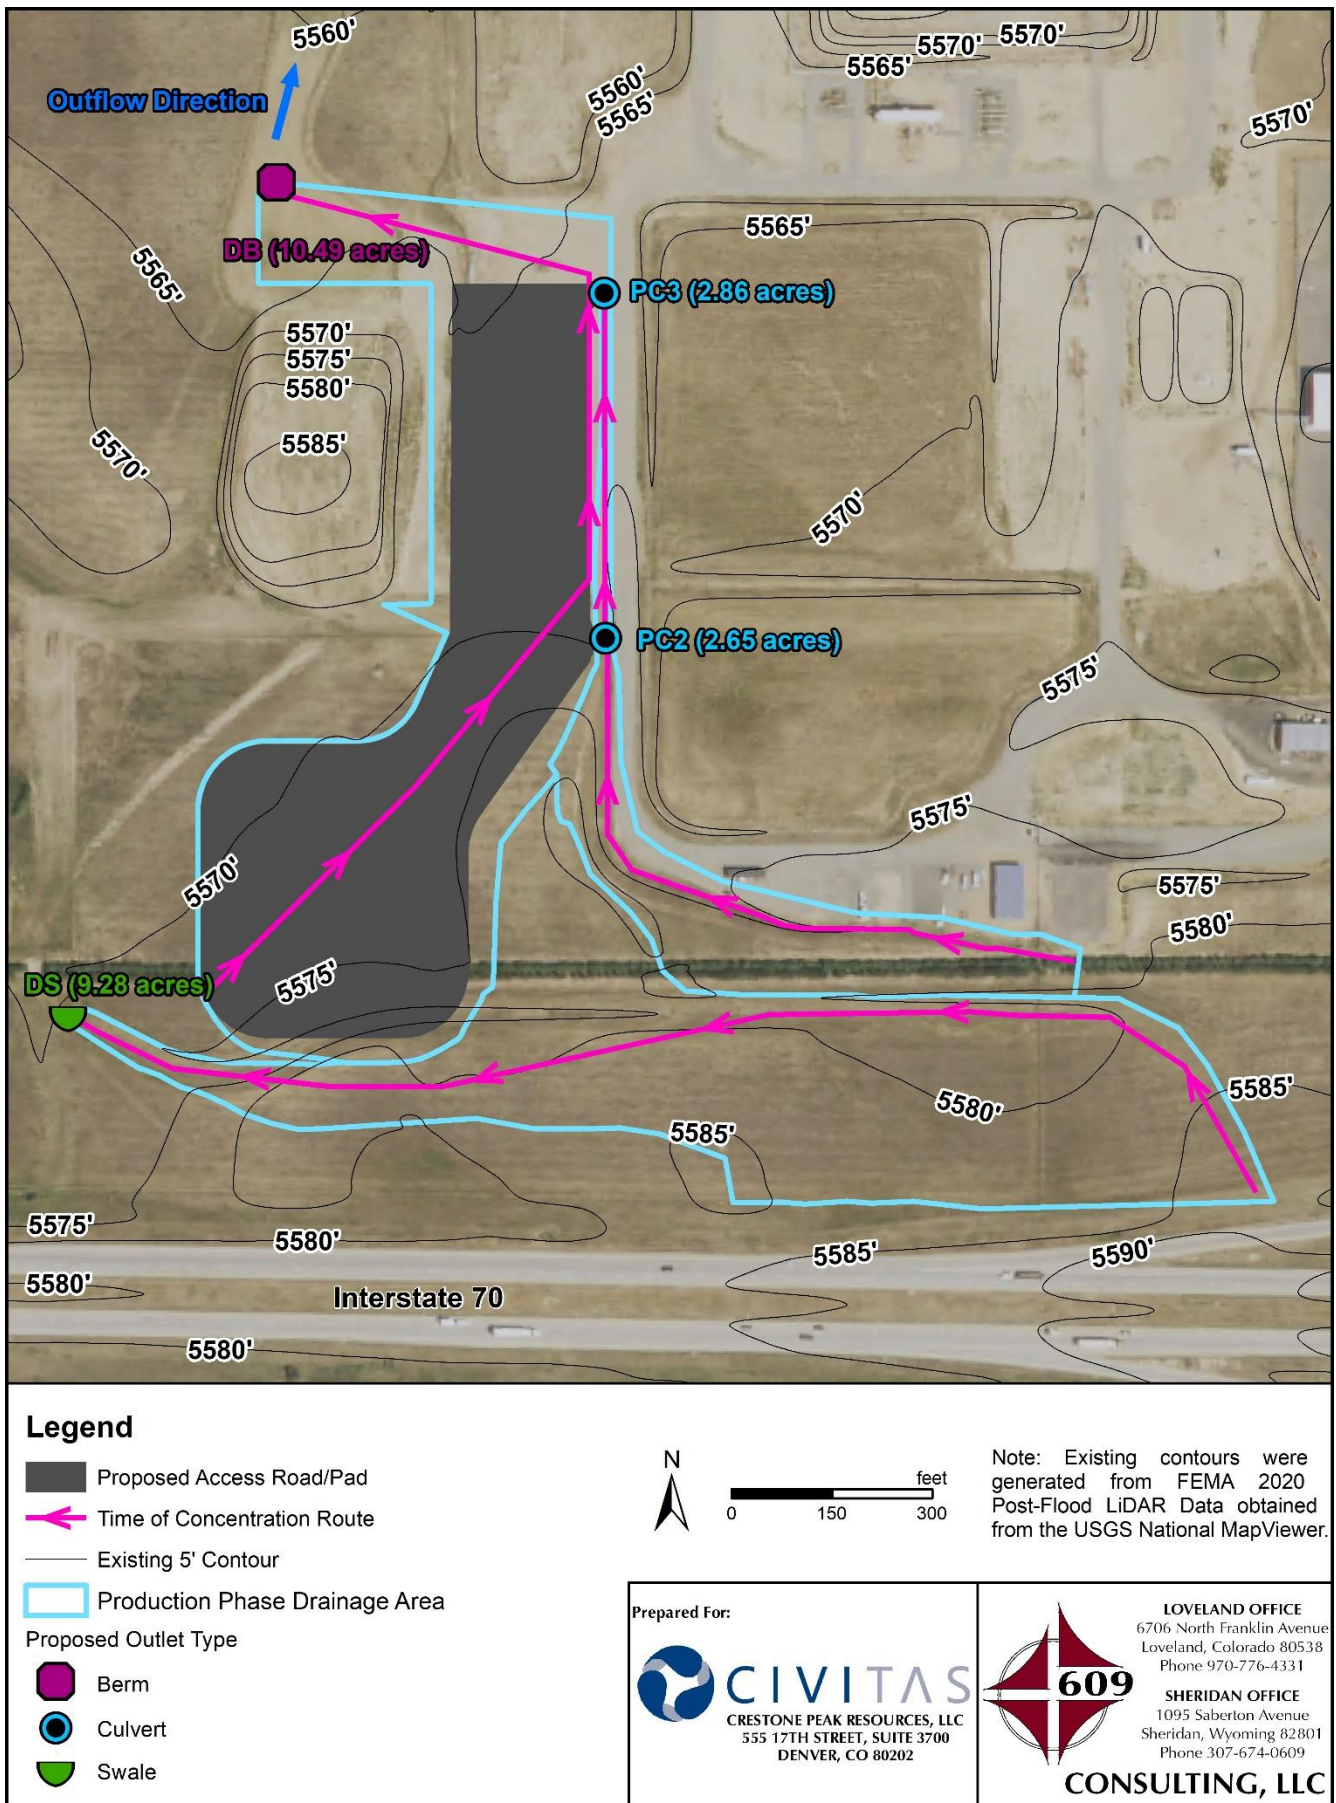 5560'
Outflow Direction
5560'
5565'
5570'
5570'
5565'
5570'
5565'
DB (10.49 acres)
5565'
PC3 (2.86 acres)
5570'
5575'
5580'
5585'
5570'
5570'
PC2 (2.65 acres)
5575'
5575'
5570'
5575'
5580'
DS (9.28 acres)
5575'
5580'
5585'
5585'
5575'
5580'
5585'
5590'
5580'
Interstate 70
5580'
Legend
Proposed Access Road/Pad
Time of Concentration Route
Existing 5' Contour
Production Phase Drainage Area
Proposed Outlet Type
Berm
Culvert
Swale
N
feet
0 150 300
Note: Existing contours were
generated from FEMA 2020
Post-Flood LiDAR Data obtained
from the USGS National MapViewer.
Prepared For:
CIVITAS
CRESTONE PEAK RESOURCES, LLC
555 17TH STREET, SUITE 3700
DENVER, CO 80202
609
LOVELAND OFFICE
6706 North Franklin Avenue
Loveland, Colorado 80538
Phone 970-776-4331
SHERIDAN OFFICE
1095 Saberton Avenue
Sheridan, Wyoming 82801
Phone 307-674-0609
CONSULTING, LLC